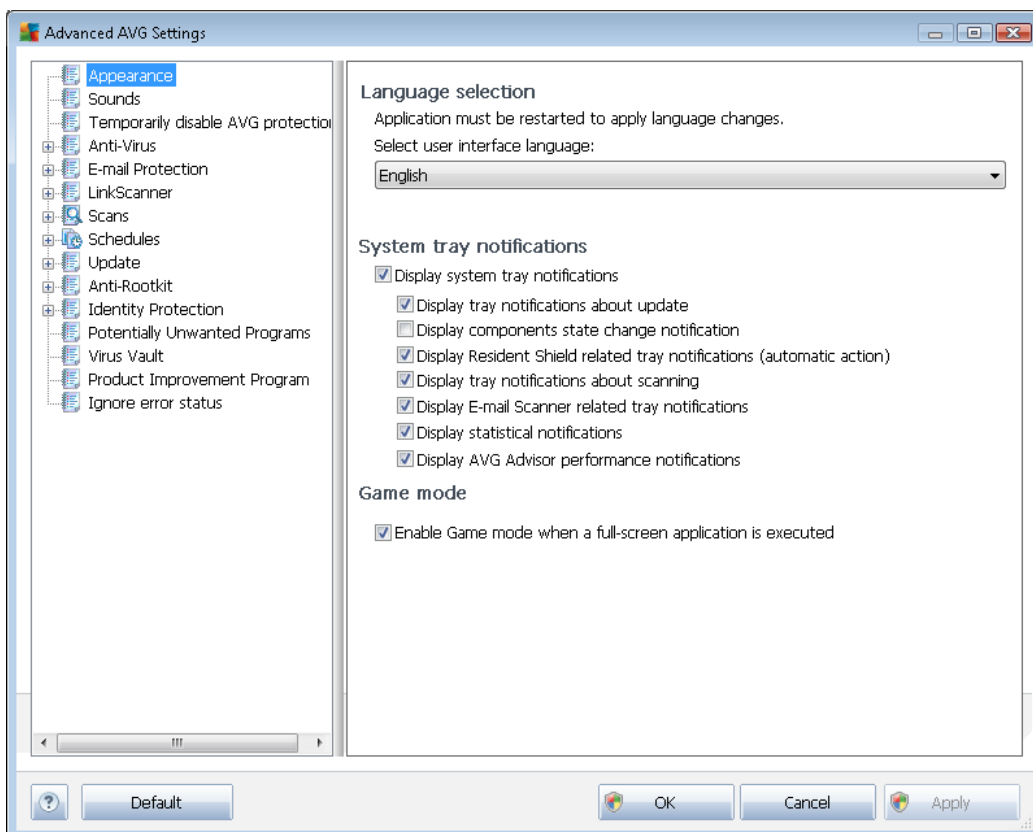 Advanced AVG Settings
Appearance
Sounds
Temporarily disable AVG protection
Anti-Virus
E-mail Protection
LinkScanner
Scans
Schedules
Update
Anti-Rootkit
Identity Protection
Potentially Unwanted Programs
Virus Vault
Product Improvement Program
Ignore error status
Language selection
Application must be restarted to apply language changes.
Select user interface language:
English
System tray notifications
Display system tray notifications
Display tray notifications about update
Display components state change notification
Display Resident Shield related tray notifications (automatic action)
Display tray notifications about scanning
Display E-mail Scanner related tray notifications
Display statistical notifications
Display AVG Advisor performance notifications
Game mode
Enable Game mode when a full-screen application is executed
?
Default
OK
Cancel
Apply